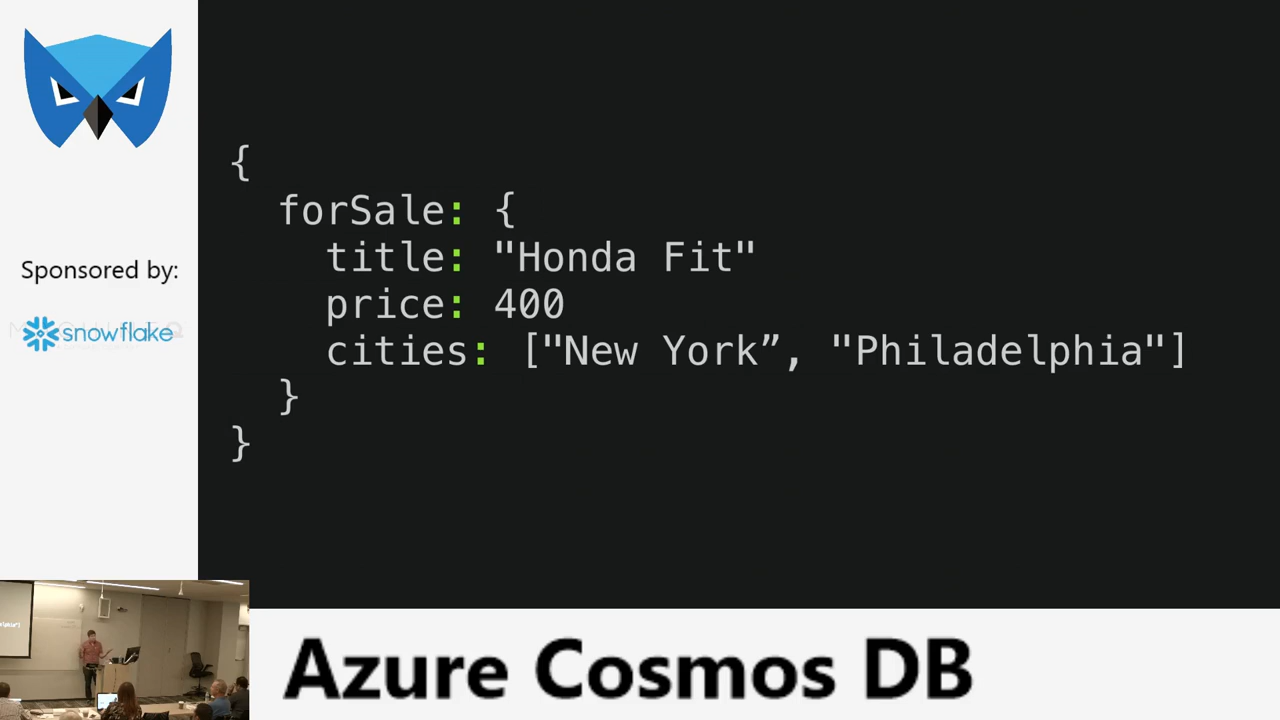 Sponsored by:
snowflake
{
forSale: {
title: "Honda Fit"
price: 400
cities: ["New York”, "Philadelphia"]
}
}
Azure Cosmos DB